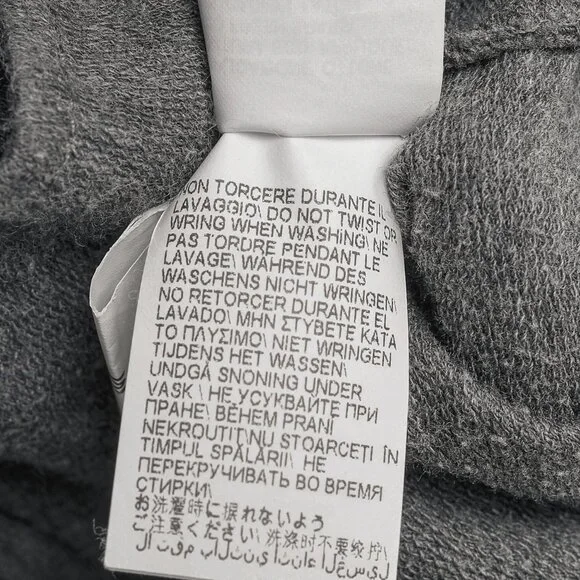 NON TORCERE DURANTE IL
LAVAGGIO\ DO NOT TWIST OR
WRING WHEN WASHING\ NE
PAS TORDRE PENDANT LE
LAVAGE\ WÄHREND DES
WASCHENS NICHT WRINGEN\
NO RETORCER DURANTE EL
LAVADO\ ΜΗΝ ΣΤΥΒΕΤΕ ΚΑΤΑ
ΤΟ ΠΛΥΣΙΜΟ\ NIET WRINGEN
TIJDENS HET WASSEN\
UNDGÅ SNONING UNDER
VASK \ НЕ УСУКВАЙТЕ ПРИ
ПРАНЕ\ BĚHEM PRANÍ
NEKROUTIT\NU STOARCEȚI ÎN
TIMPUL SPĂLĂRII\ НЕ
ПЕРЕКРУЧИВАТЬ ВО ВРЕМЯ
СТИРКИ\
お洗濯時に捩れないよう
ご注意ください\ 洗涤时不要绞拧\